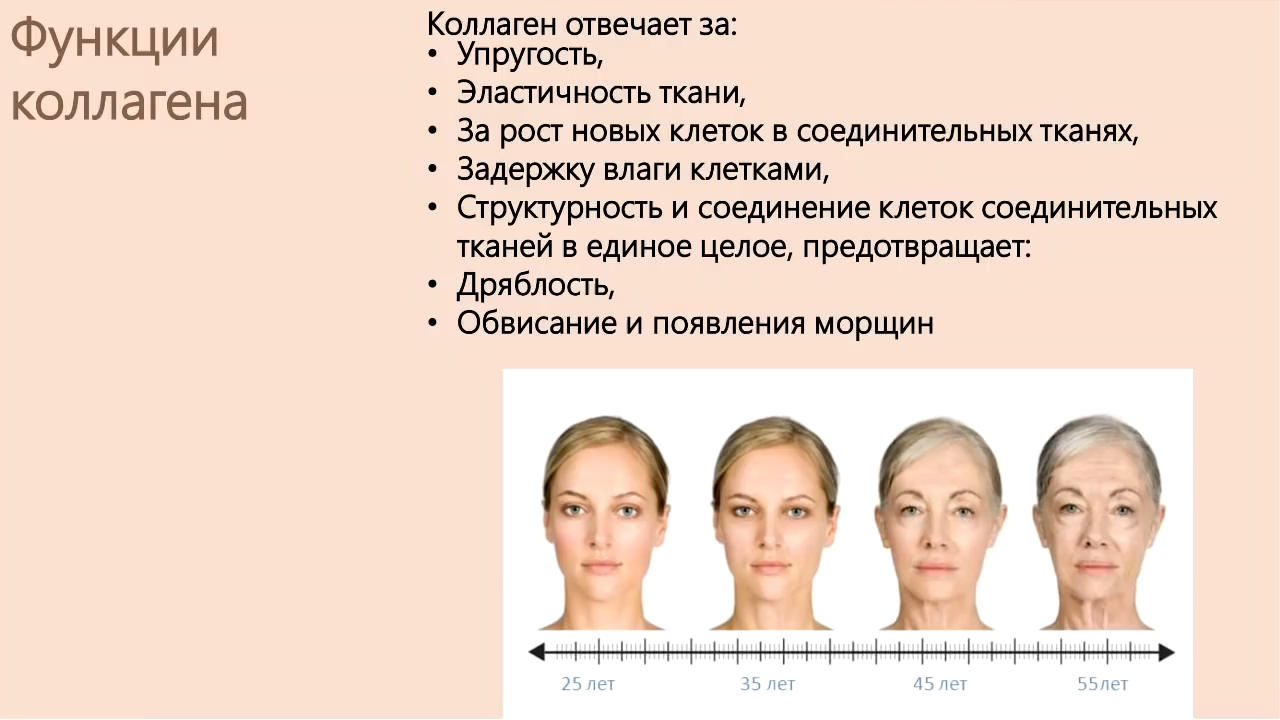 Функции
коллагена
Коллаген отвечает за:
• Упругость,
• Эластичность ткани,
• За рост новых клеток в соединительных тканях,
• Задержку влаги клетками,
• Структурность и соединение клеток соединительных
тканей в единое целое, предотвращает:
• Дряблость,
• Обвисание и появления морщин
25 лет
35 лет
45 лет
55лет